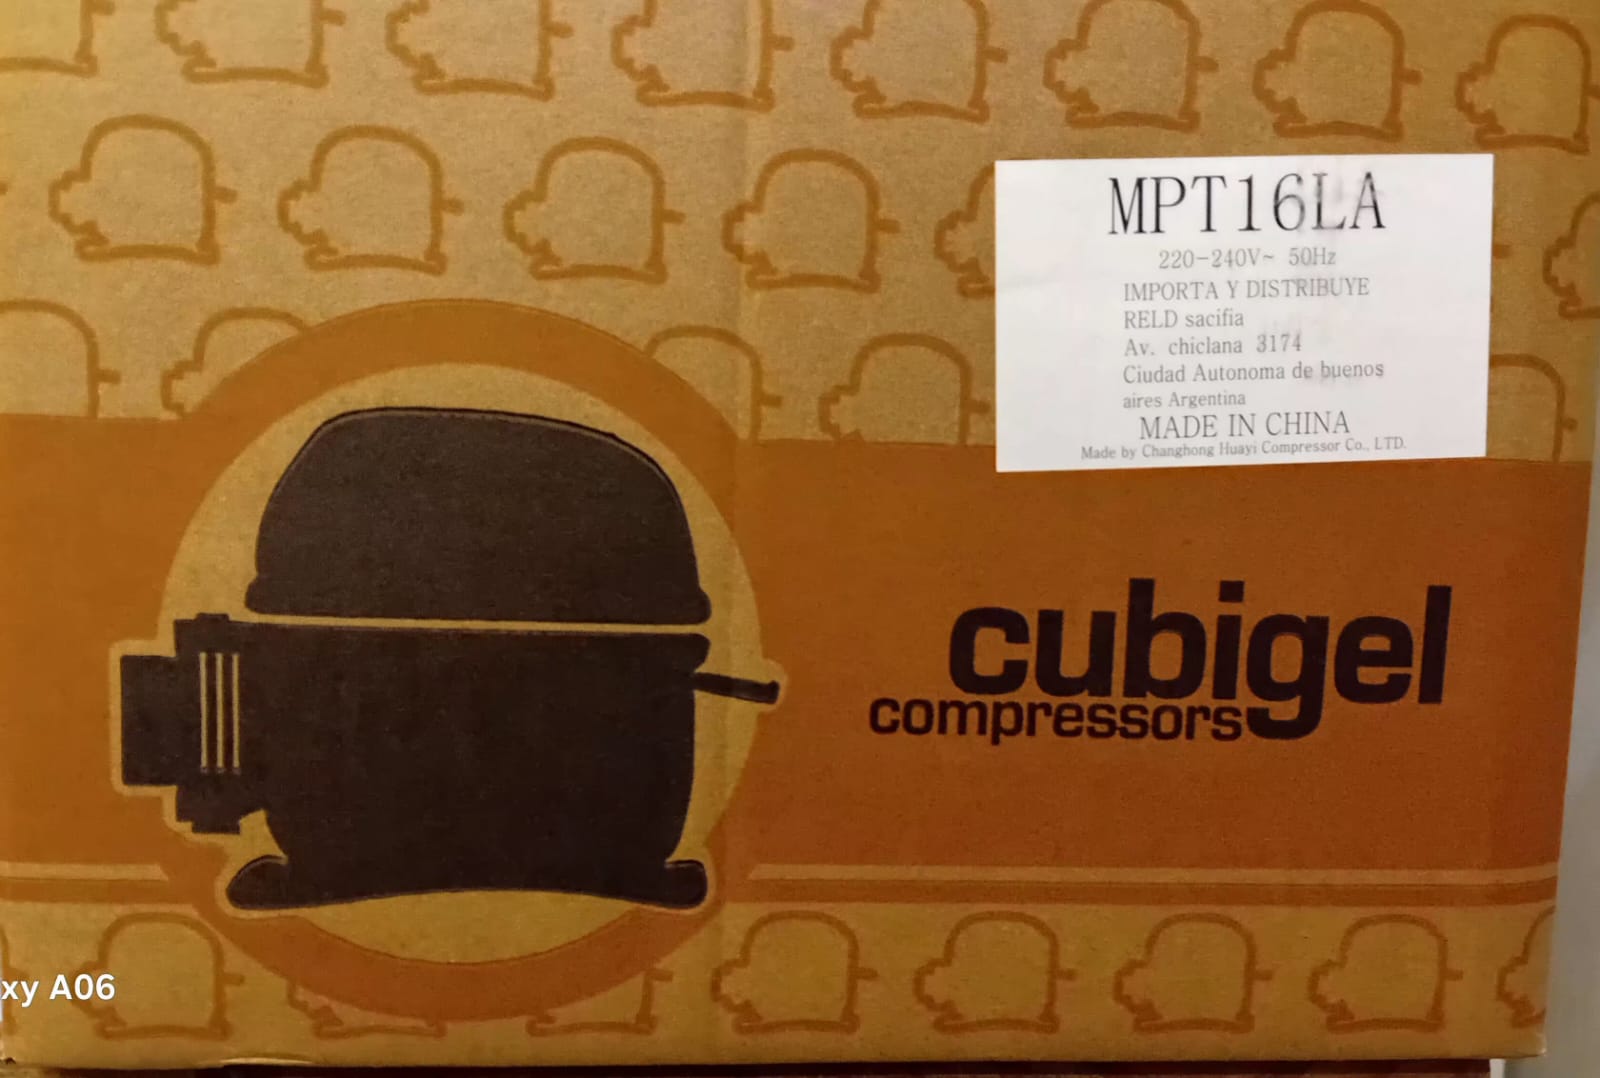 MPT16LA
220-240V~ 50Hz
IMPORTA Y DISTRIBUYE
RELD sacifia
Av. chiclana 3174
Ciudad Autonoma de buenos
aires Argentina
MADE IN CHINA
Made by Changhong Huayi Compressor Co., LTD.
cubigel
compressors
xy A06